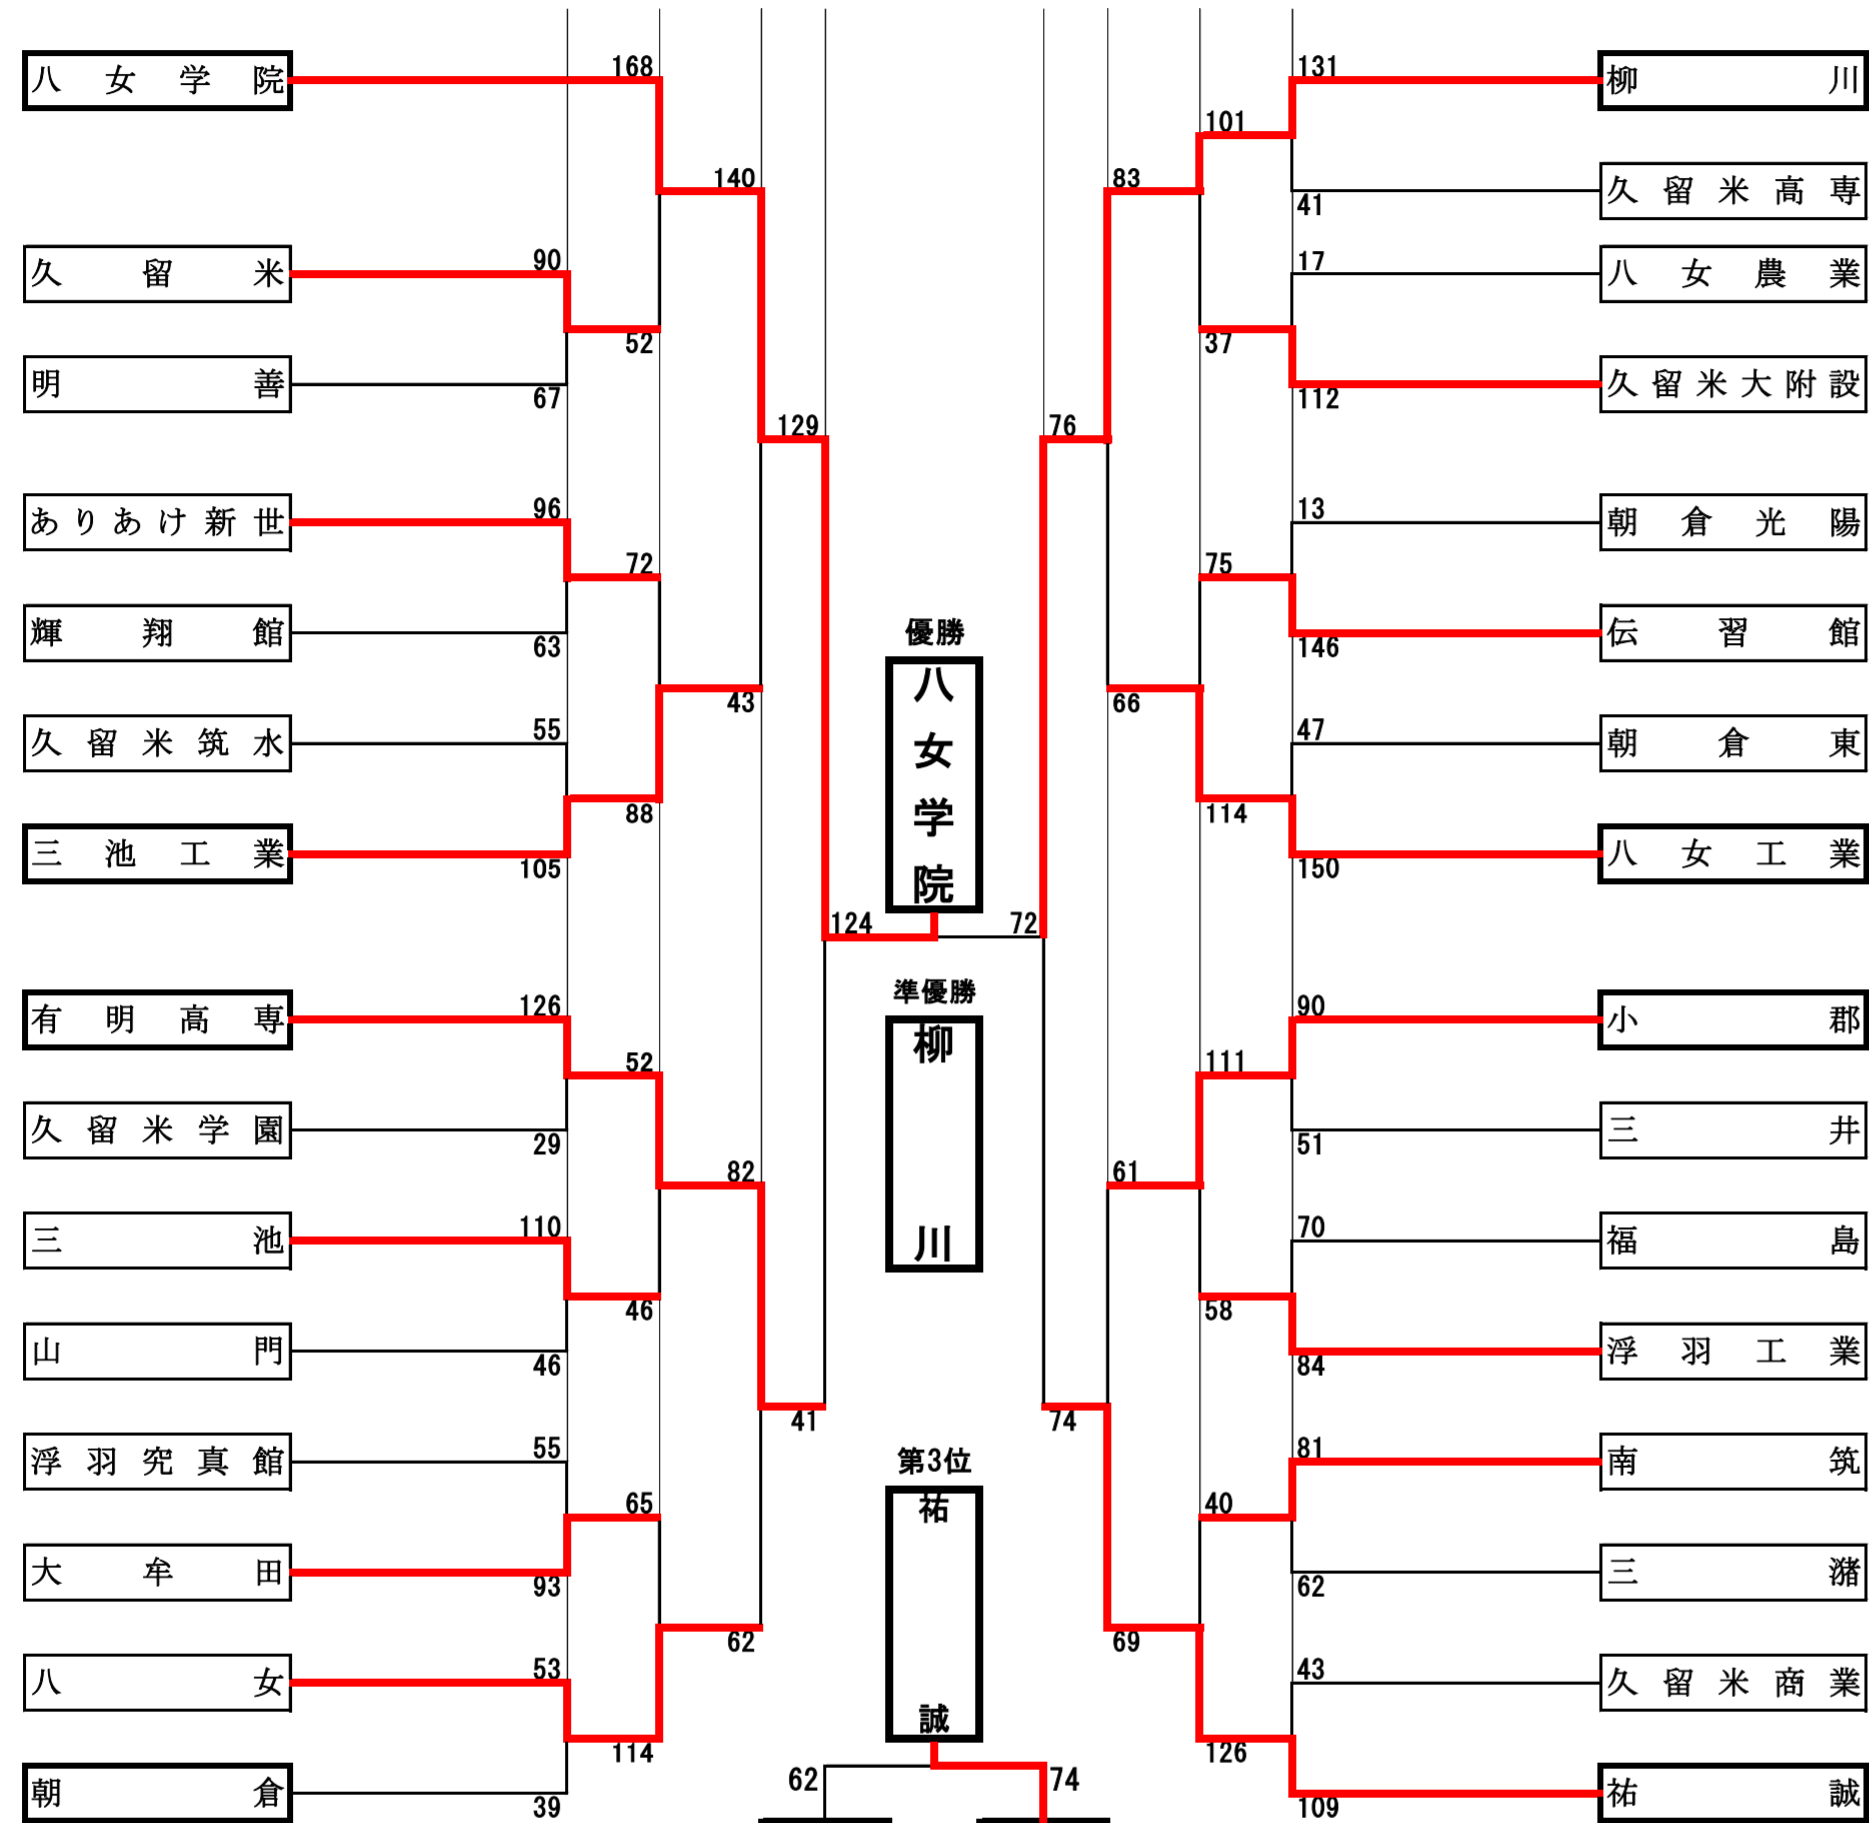 八女学院
168
久留米
90
52
明善
67
140
ありあけ新世
96
72
輝翔館
63
久留米筑水
55
88
三池工業
105
43
129
有明高専
126
52
久留米学園
29
三池
110
46
山門
46
82
浮羽究真館
55
65
大牟田
93
八女
53
114
朝倉
39
62
41
124
優勝
八女学院
72
準優勝
柳川
第3位
祐誠
62
74
131
柳川
101
41
久留米高専
83
17
八女農業
37
112
久留米大附設
76
13
朝倉光陽
75
146
伝習館
66
47
朝倉東
114
150
八女工業
90
小郡
111
51
三井
61
70
福島
58
84
浮羽工業
74
81
南筑
40
62
三潴
69
43
久留米商業
126
109
祐誠